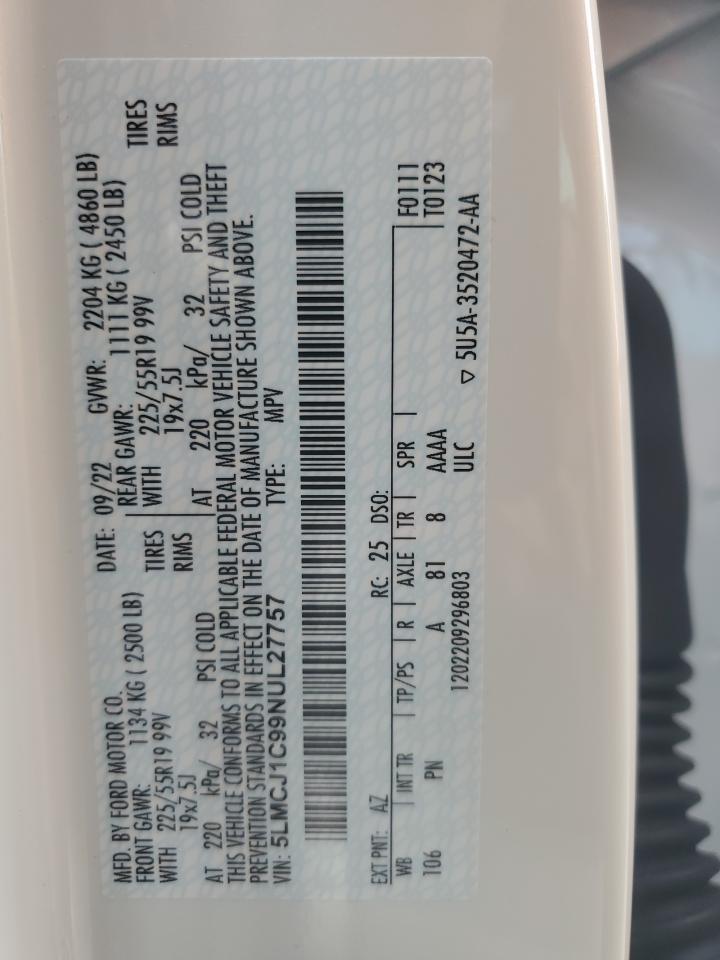 MFD. BY FORD MOTOR CO. DATE: 09/22 GVWR: 2204 KG ( 4860 LB)
FRONT GAWR: 1134 KG ( 2500 LB) REAR GAWR: 1111 KG ( 2450 LB)
WITH 225/55R19 99V TIRES WITH 225/55R19 99V TIRES
19x7.5J RIMS 19x7.5J RIMS
AT 220 kPa/ 32 PSI COLD AT 220 kPa/ 32 PSI COLD
THIS VEHICLE CONFORMS TO ALL APPLICABLE FEDERAL MOTOR VEHICLE SAFETY AND THEFT
PREVENTION STANDARDS IN EFFECT ON THE DATE OF MANUFACTURE SHOWN ABOVE.
VIN: 5LMCJ1C99NUL27757 TYPE: MPV
EXT PNT: AZ RC: 25 DSO:
WB INT TR TP/PS R AXLE TR SPR F0111
106 PN A 81 8 AAAA T0123
1202209296803 ULC
▽ 5U5A-3520472-AA